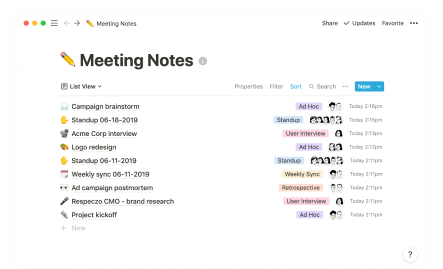 Meeting Notes
Share Updates Favorite
Meeting Notes
List View
Properties Filter Sort Search New
Campaign brainstorm Ad Hoc Today 2:18pm
Standup 06-18-2019 Standup Today 2:15pm
Acme Corp interview User Interview Today 2:13pm
Logo redesign Ad Hoc Today 3:12pm
Standup 06-11-2019 Standup Today 2:11pm
Weekly sync 06-11-2019 Weekly Sync Today 2:11pm
Ad campaign postmortem Retrospective Today 2:11pm
Respeczo CMO - brand research User Interview Today 2:11pm
Project kickoff Ad Hoc Today 2:11pm
+ New
?